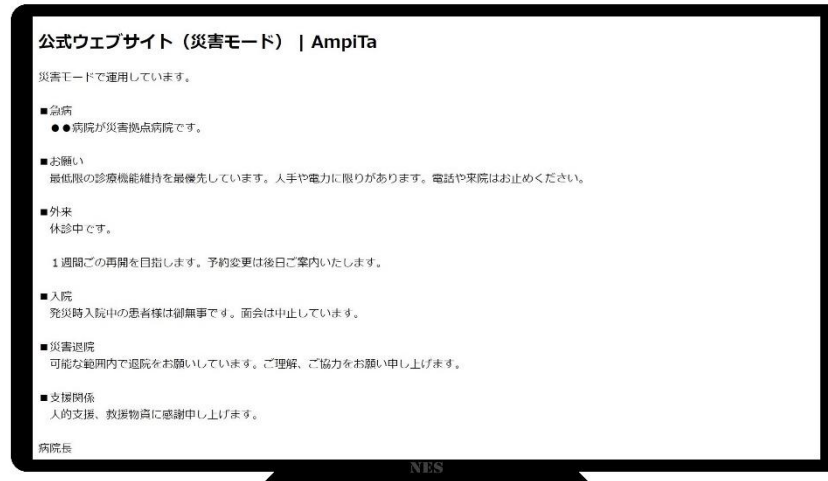 公式ウェブサイト（災害モード） | AmpiTa
災害モードで運用しています。
■急病
●●病院が災害拠点病院です。
■お願い
最低限の診療機能維持を最優先しています。人手や電力に限りがあります。電話や来院はお止めください。
■外来
休診中です。
１週間ごの再開を目指します。予約変更は後日ご案内いたします。
■入院
発災時入院中の患者様は御無事です。面会は中止しています。
■災害退院
可能な範囲内で退院をお願いしています。ご理解、ご協力をお願い申し上げます。
■支援関係
人的支援、救援物資に感謝申し上げます。
病院長
NES